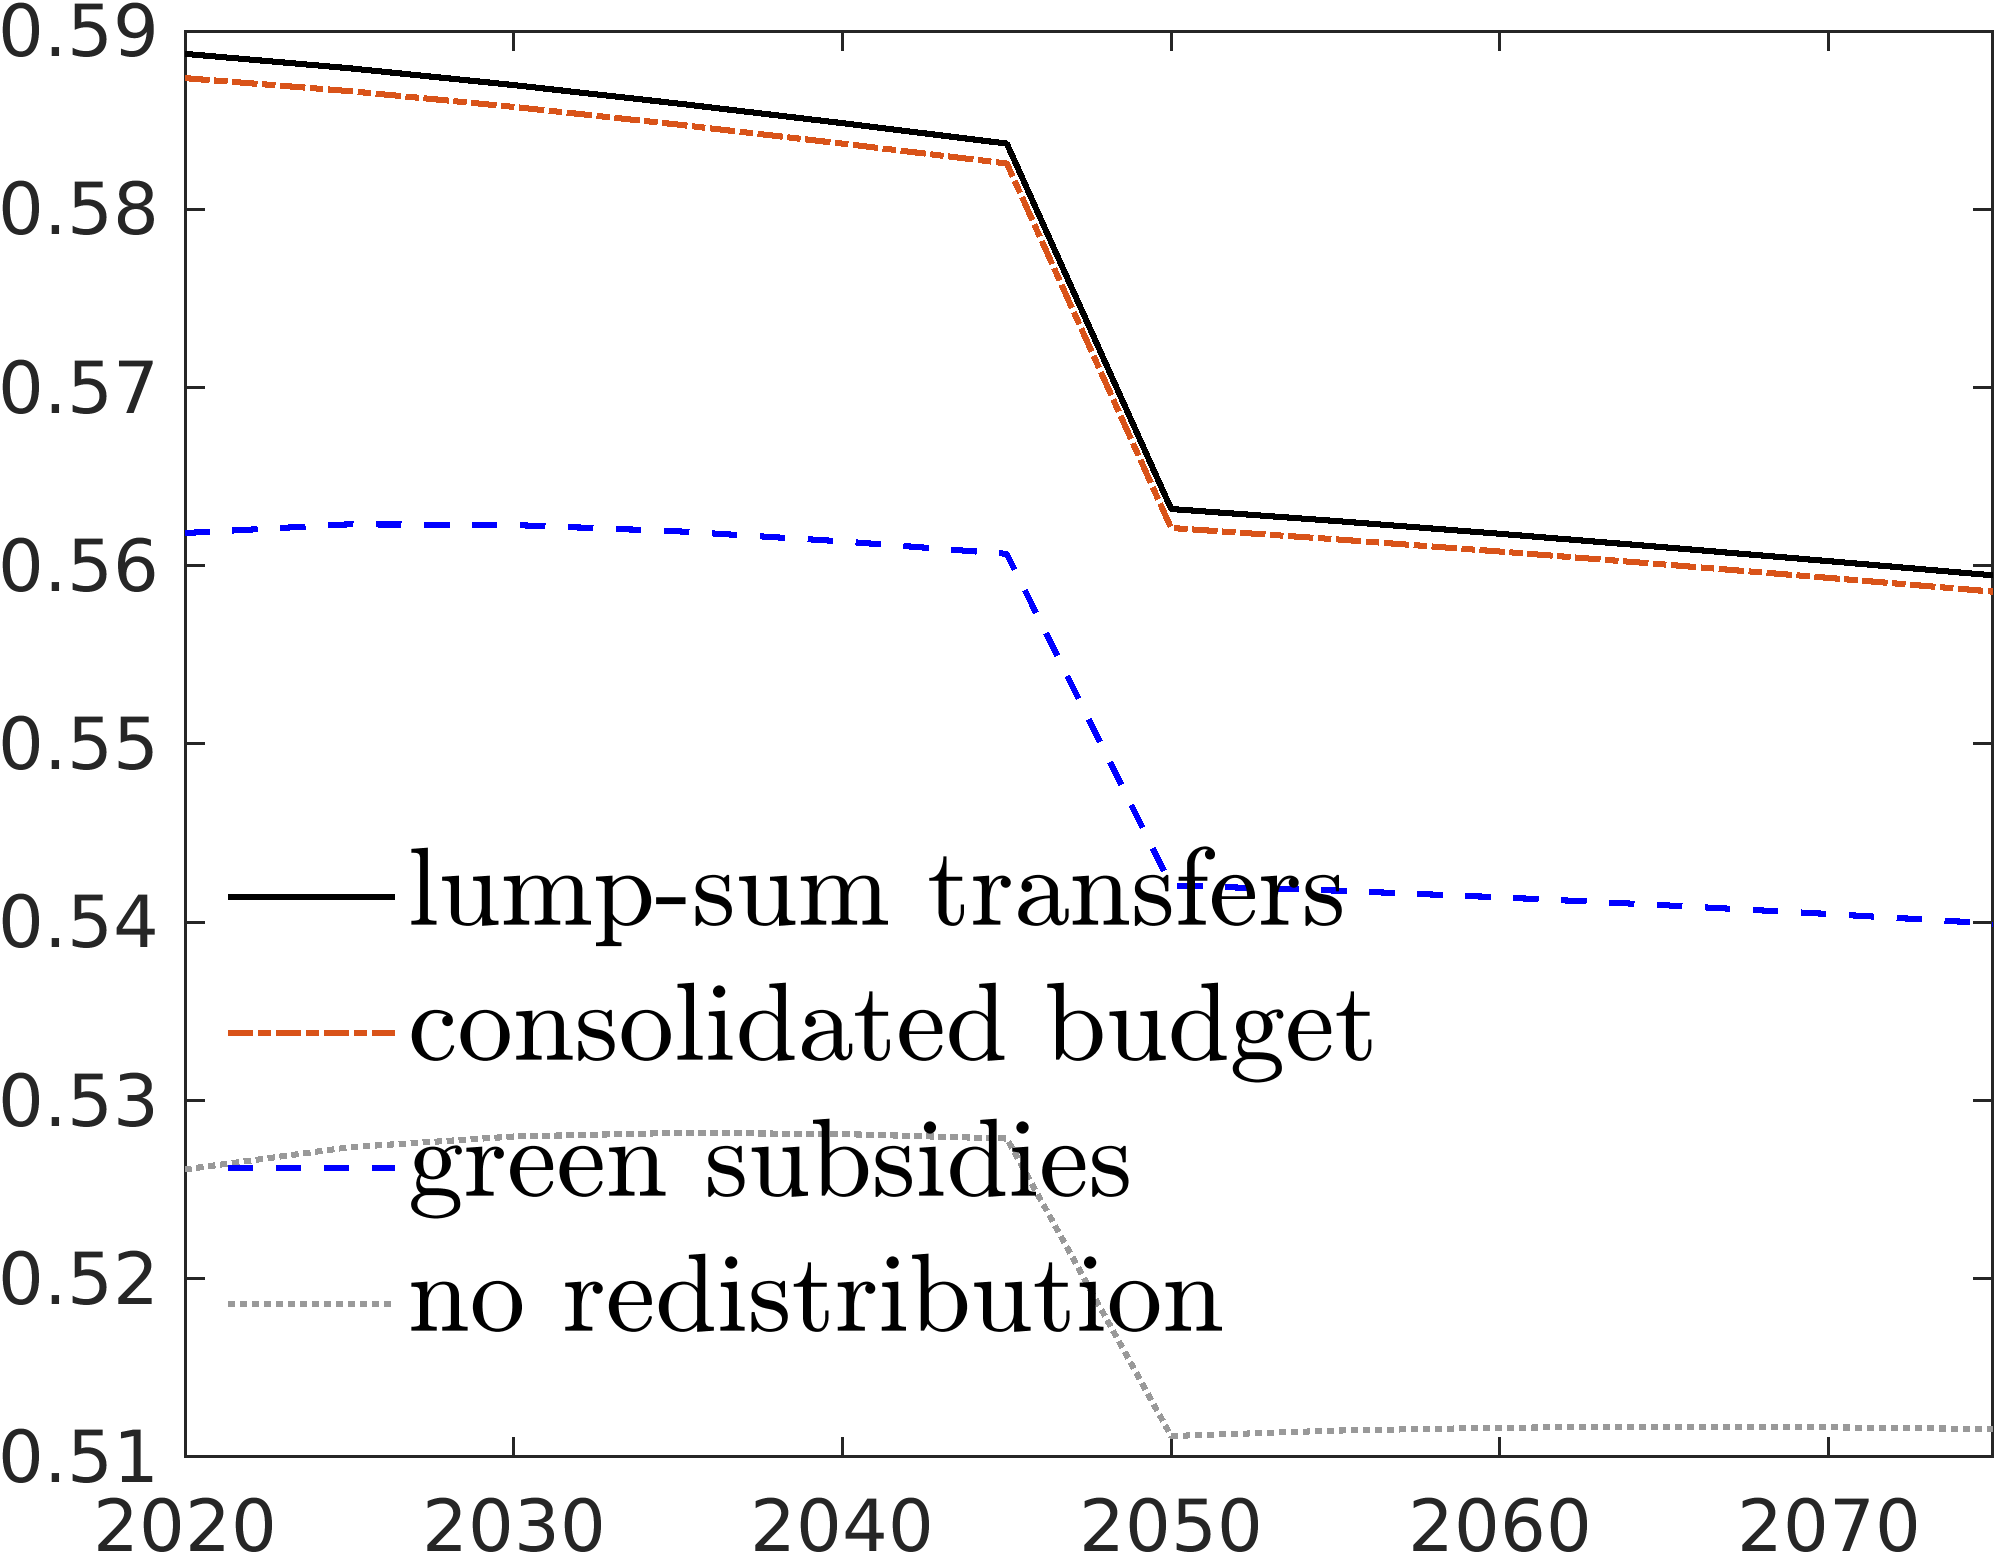 0.59
0.58
0.57
0.56
0.55
0.54
0.53
0.52
0.51
lump-sum transfers
consolidated budget
green subsidies
no redistribution
2020 2030 2040 2050 2060 2070